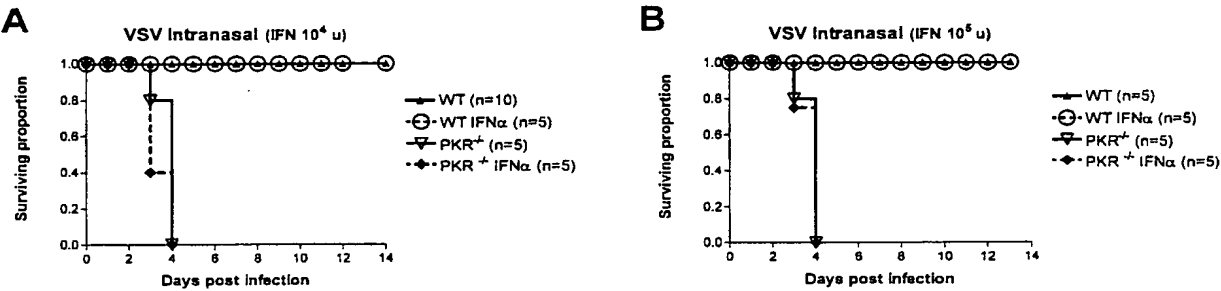 A
VSV Intranasal (IFN 10⁴ u)
Surviving proportion
1.0
0.8
0.6
0.4
0.2
0.0
0 2 4 6 8 10 12 14
Days post infection
WT (n=10)
WT IFNα (n=5)
PKR⁻/⁻ (n=5)
PKR ⁻/⁻ IFNα (n=5)
B
VSV Intranasal (IFN 10⁵ u)
Surviving proportion
1.0
0.8
0.6
0.4
0.2
0.0
0 2 4 6 8 10 12 14
Days post infection
WT (n=5)
WT IFNα (n=5)
PKR⁻/⁻ (n=5)
PKR ⁻/⁻ IFNα (n=5)